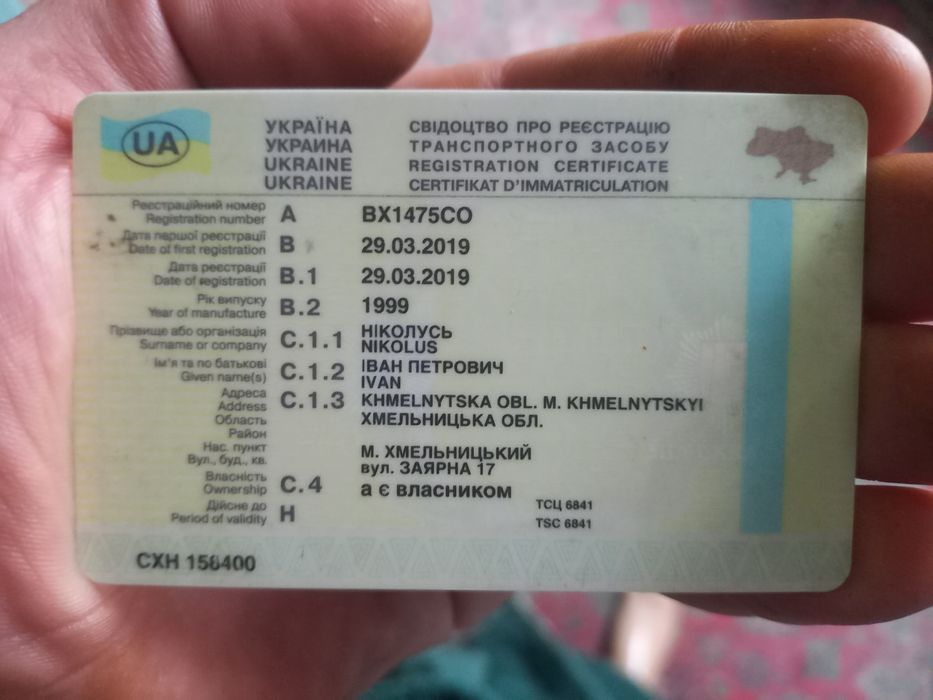 UA
УКРАЇНА
УКРАИНА
UKRAINE
UKRAINE
СВІДОЦТВО ПРО РЕЄСТРАЦІЮ
ТРАНСПОРТНОГО ЗАСОБУ
REGISTRATION CERTIFICATE
CERTIFIKAT D'IMMATRICULATION
Реєстраційний номер
Registration number A BX1475CO
Дата першої реєстрації
Date of first registration B 29.03.2019
Дата реєстрації
Date of registration B.1 29.03.2019
Рік випуску
Year of manufacture B.2 1999
Прізвище або організація
Surname or company C.1.1 НІКОЛУСЬ
NIKOLUS
Ім'я та по батькові
Given name(s) C.1.2 ІВАН ПЕТРОВИЧ
IVAN
Адреса
Address C.1.3 KHMELNYTSKA OBL. M. KHMELNYTSKYI
Область ХМЕЛЬНИЦЬКА ОБЛ.
Район
Нас. пункт М. ХМЕЛЬНИЦЬКИЙ
Вул., буд., кв. вул. ЗАЯРНА 17
Власність
Ownership C.4 а є власником
Дійсне до
Period of validity H
ТСЦ 6841
TSC 6841
СХН 156400